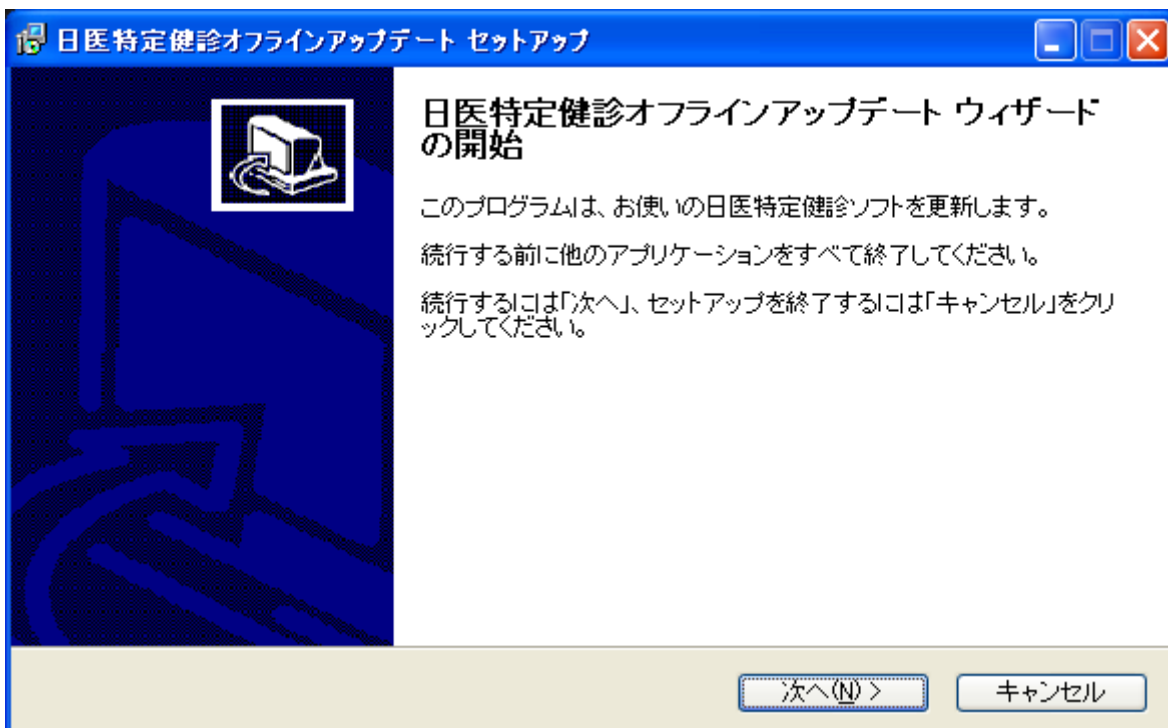 日医特定健診オフラインアップデート セットアップ
日医特定健診オフラインアップデート ウィザード
の開始
このプログラムは、お使いの日医特定健診ソフトを更新します。
続行する前に他のアプリケーションをすべて終了してください。
続行するには「次へ」、セットアップを終了するには「キャンセル」をクリ
ックしてください。
次へ(N) >
キャンセル